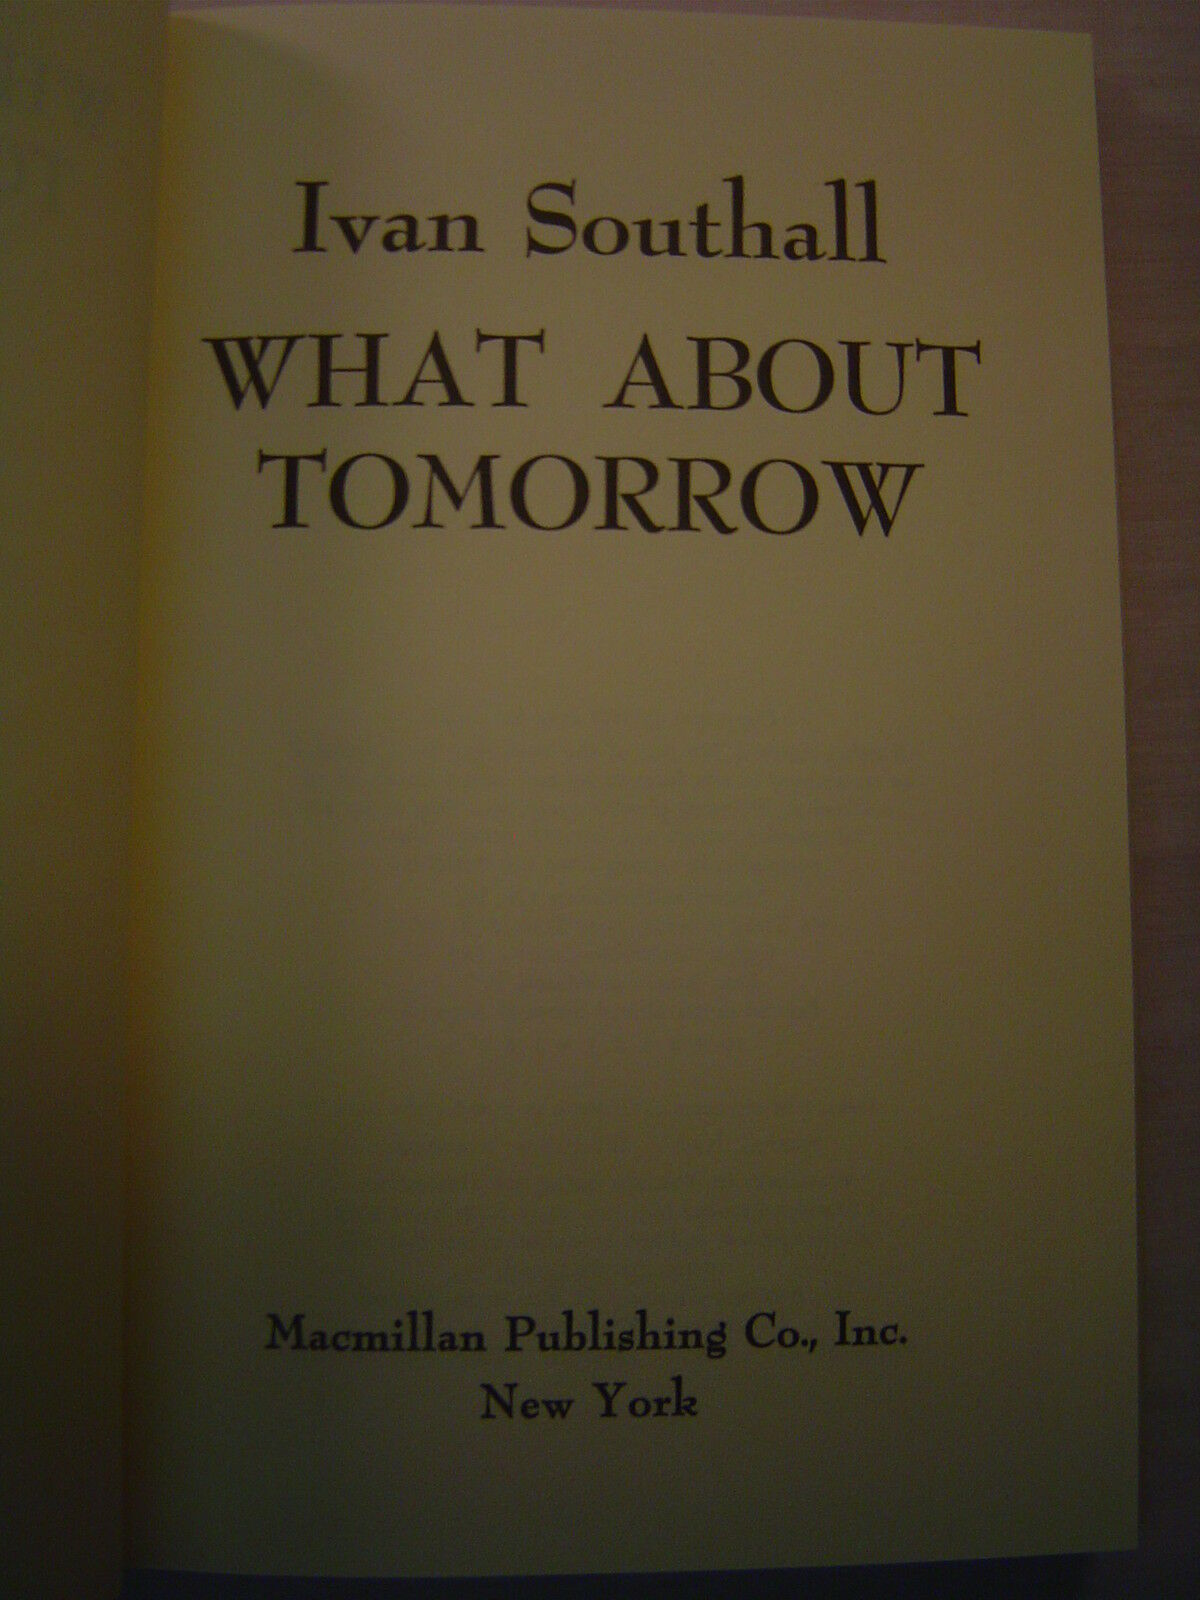 Ivan Southall
WHAT ABOUT
TOMORROW
Macmillan Publishing Co., Inc.
New York